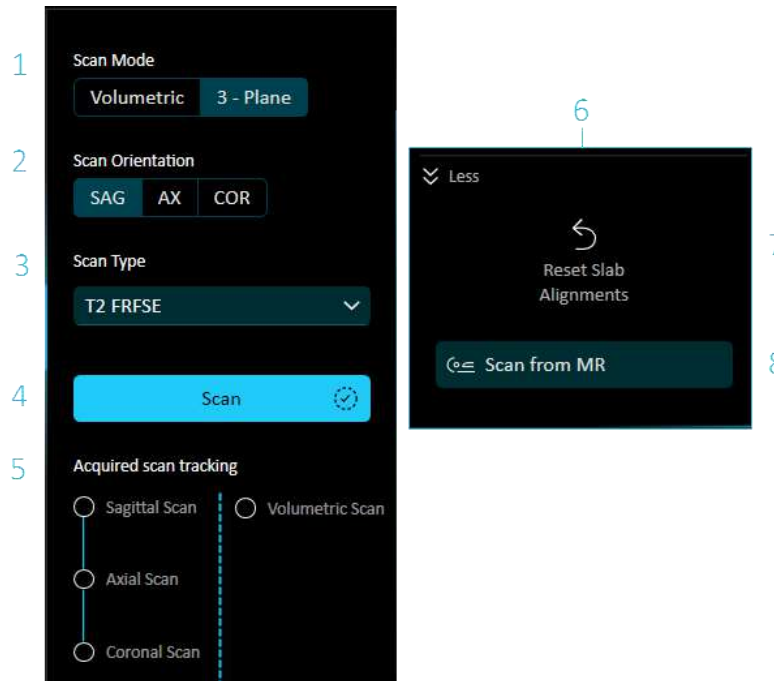 1
Scan Mode
Volumetric 3 - Plane
2
Scan Orientation
SAG AX COR
3
Scan Type
T2 FRFSE
4
Scan
5
Acquired scan tracking
Sagittal Scan Volumetric Scan
Axial Scan
Coronal Scan
6
Less
7
Reset Slab
Alignments
8
Scan from MR